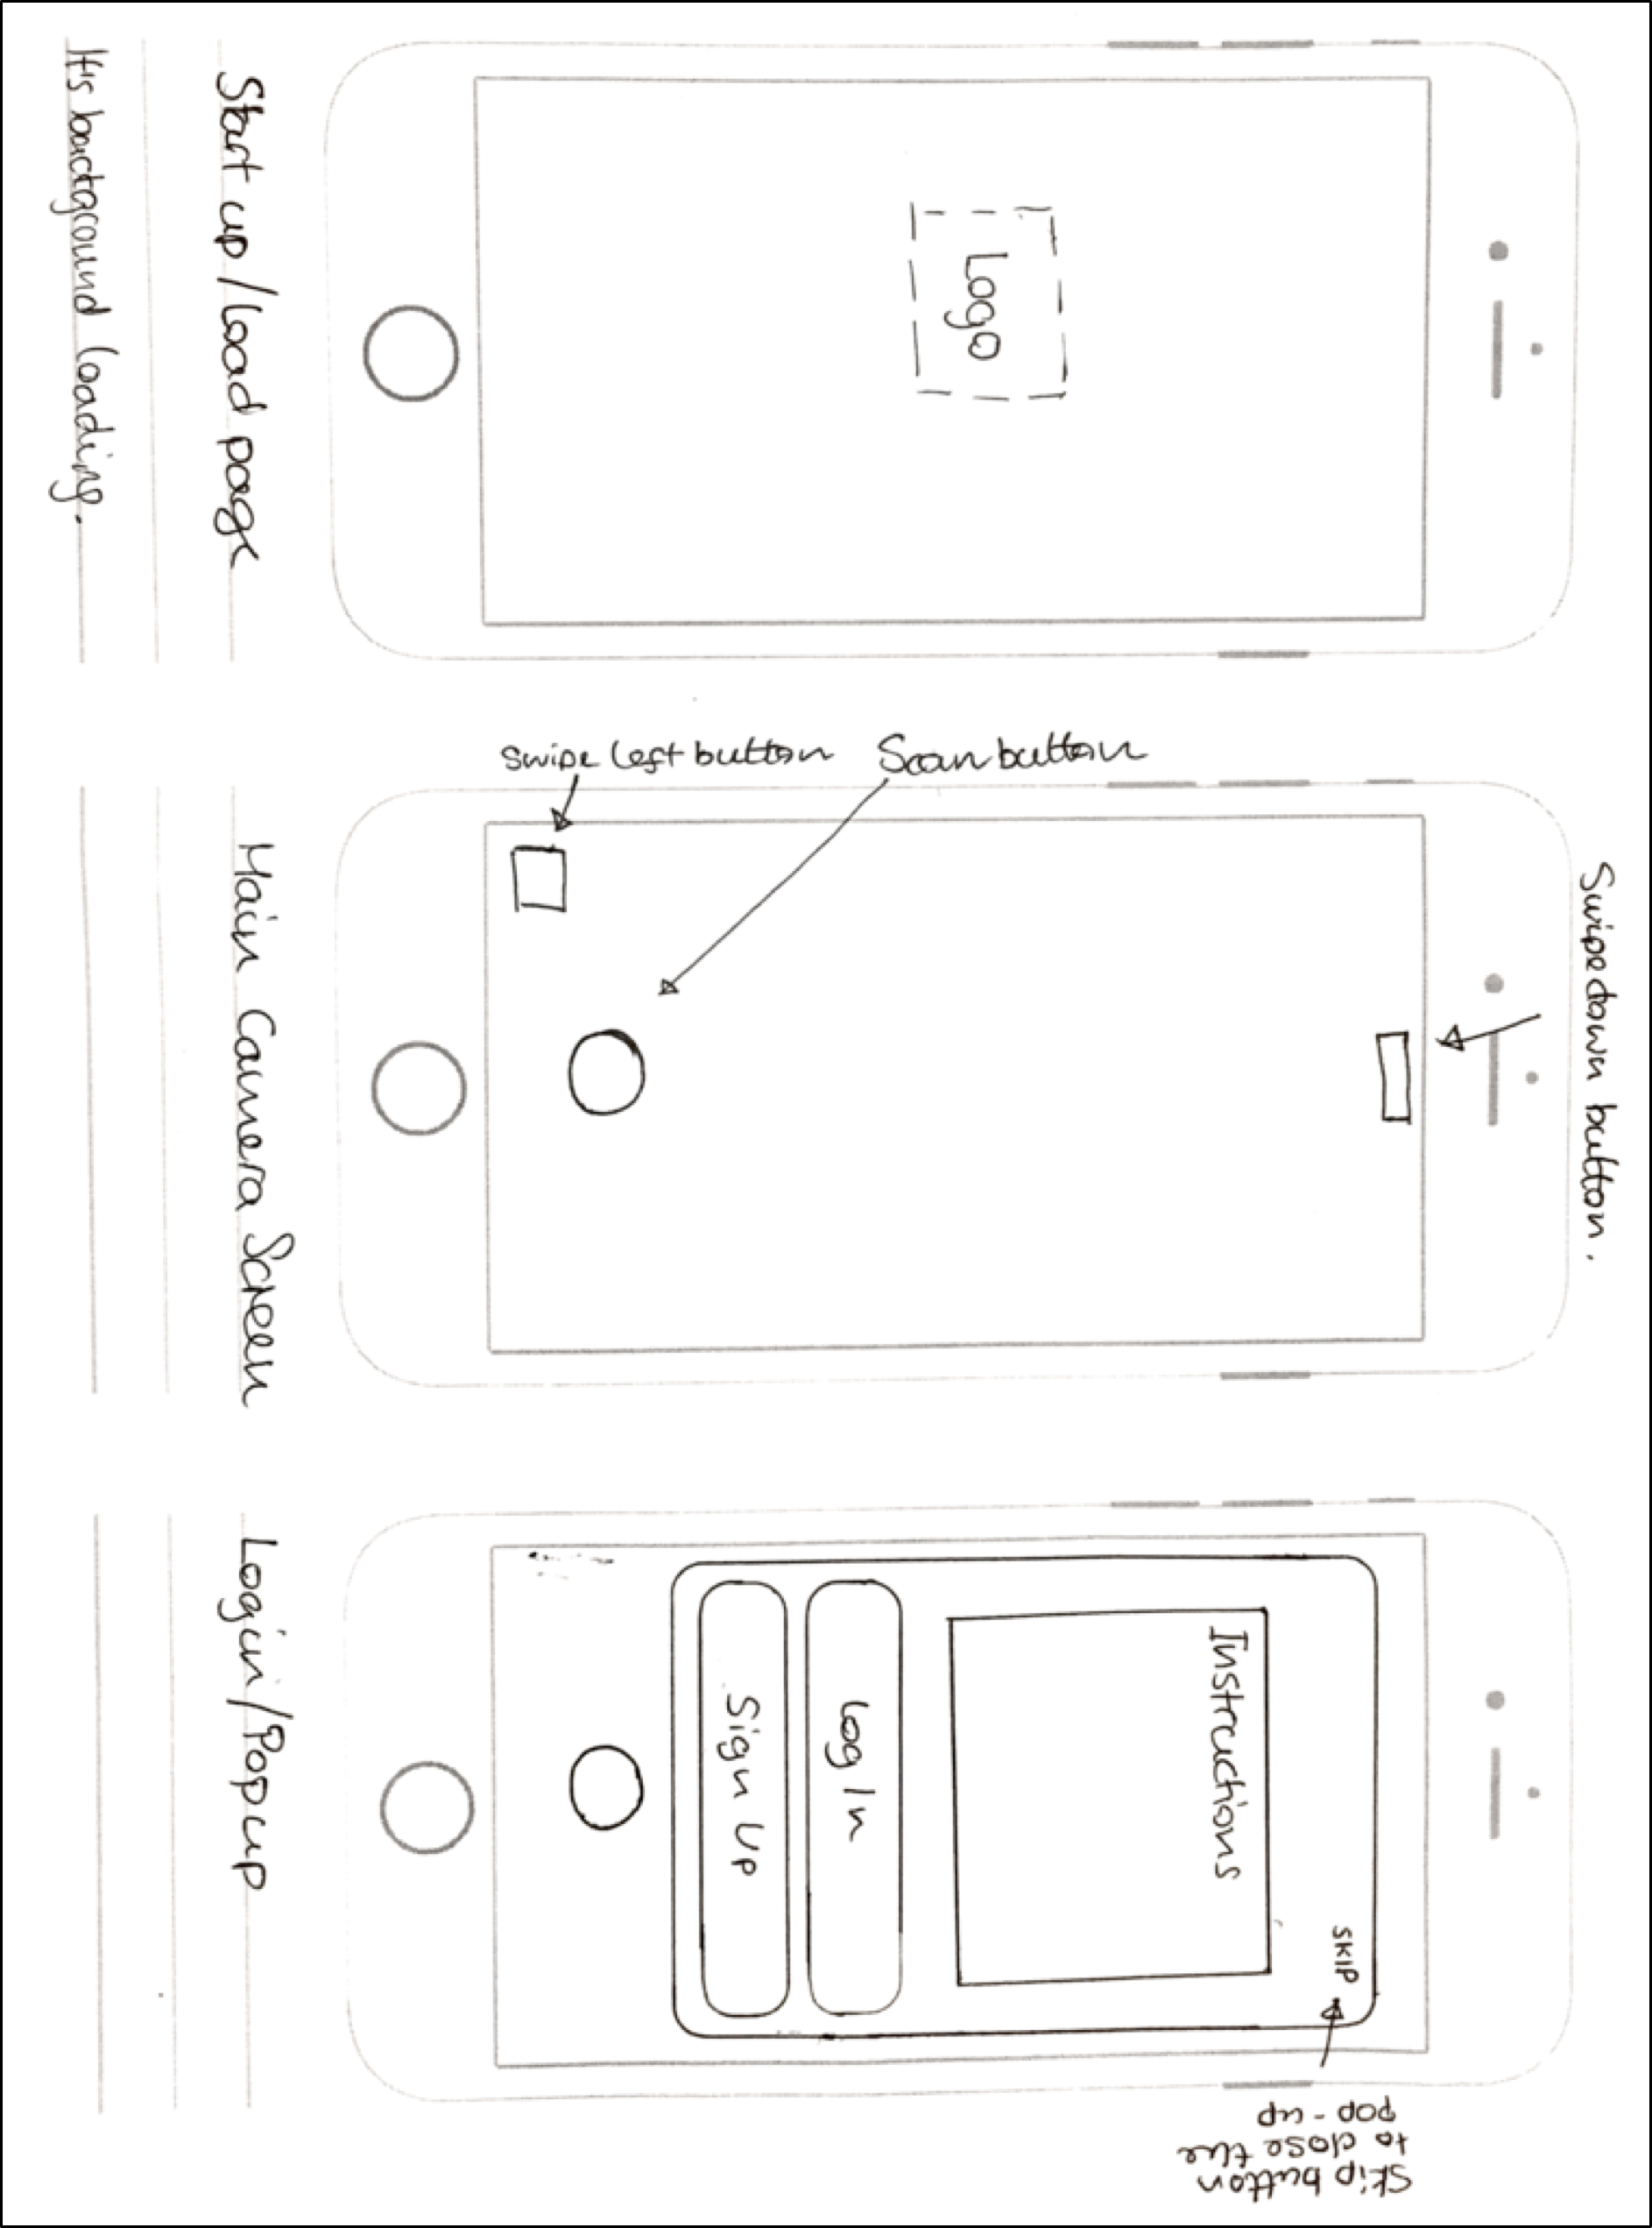 Logo
Start up / Load page
It's background loading.
Swipe down button.
swipe left button
Scan button
Main Camera Screen
SKIP
Instructions
Log In
Sign Up
Skip button
to close the
pop-up
Login/Popup